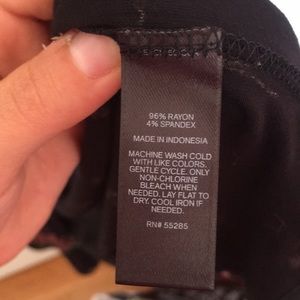 96% RAYON
4% SPANDEX
MADE IN INDONESIA
MACHINE WASH COLD
WITH LIKE COLORS.
GENTLE CYCLE. ONLY
NON-CHLORINE
BLEACH WHEN
NEEDED. LAY FLAT TO
DRY. COOL IRON IF
NEEDED.
RN# 55285